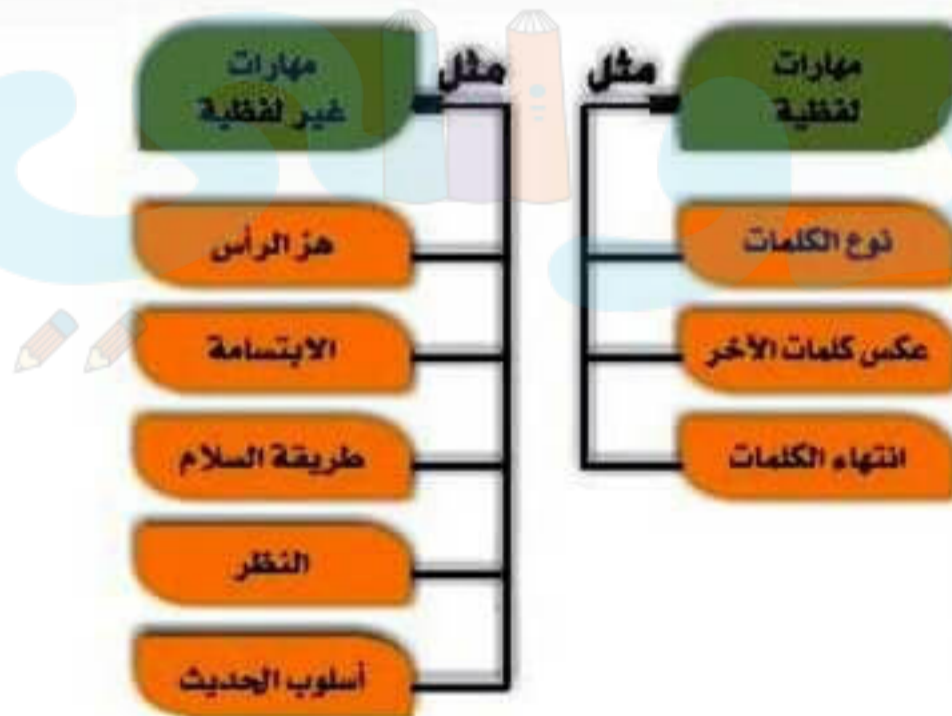 مهارات
لفظية
مثل
نوع الكلمات
عكس كلمات الآخر
انتهاء الكلمات
مهارات
غير لفظية
مثل
هز الرأس
الابتسامة
طريقة السلام
النظر
أسلوب الحديث